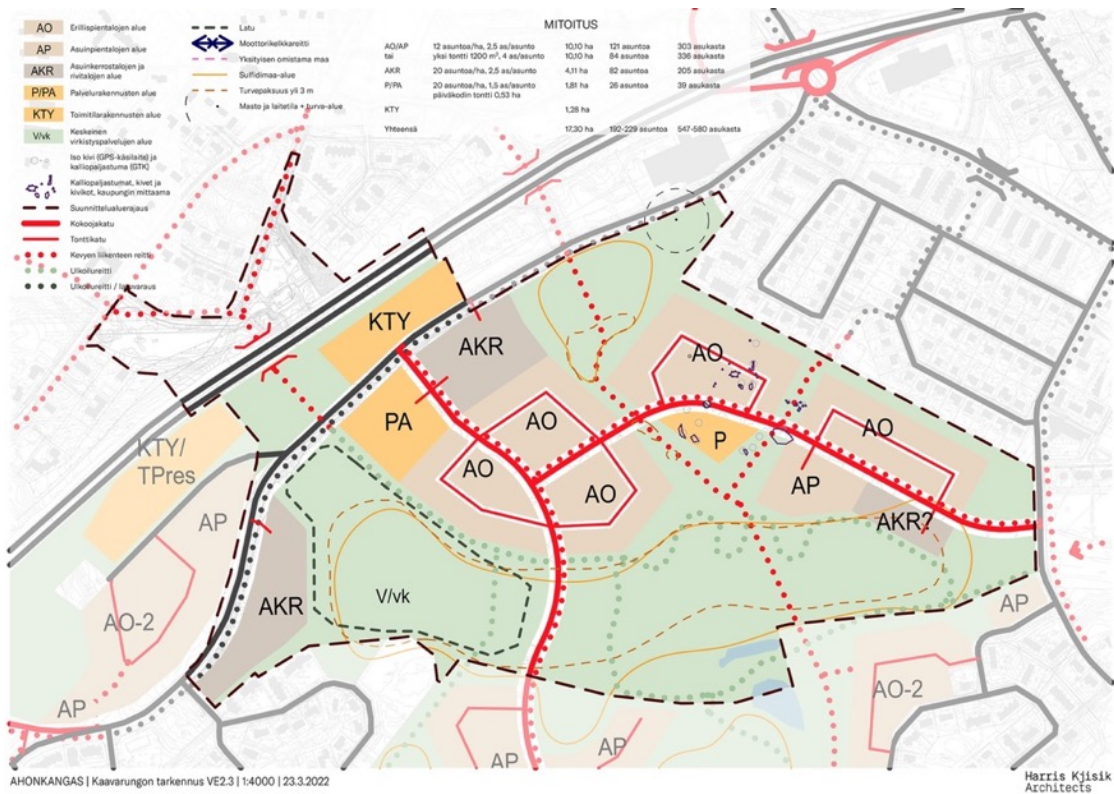 MITOITUS
AO Erillispientalojen alue
AP Asuinpientalojen alue
AKR Asuinkerrostalojen ja
rivitalojen alue
P/PA Palvelurakennusten alue
KTY Toimitilarakennusten alue
V/vk Keskeinen
virkistyspalvelujen alue
Iso kivi (GPS-käsilaite) ja
kalliopaljastuma (GTK)
Kalliopaljastumat, kivet ja
kivikot, kaupungin mittaama
Suunnittelualuerajaus
Kokoojakatu
Tonttikatu
Kevyen liikenteen reitti
Ulkoilureitti
Ulkoilureitti / latuvaraus
Latu
Moottorikelkkareitti
Yksityisen omistama maa
Sulfidimaa-alue
Turvepaksuus yli 3 m
Masto ja laitetila + turva-alue
AO/AP 12 asuntoa/ha, 2,5 as/asunto 10,10 ha 121 asuntoa 303 asukasta
tai yksi tontti 1200 m², 4 as/asunto 10,10 ha 84 asuntoa 336 asukasta
AKR 20 asuntoa/ha, 2,5 as/asunto 4,11 ha 82 asuntoa 205 asukasta
P/PA 20 asuntoa/ha, 1,5 as/asunto 1,81 ha 26 asuntoa 39 asukasta
päiväkodin tontti 0,53 ha
KTY 1,28 ha
Yhteensä 17,30 ha 192-229 asuntoa 547-580 asukasta
KTY
AKR
AO
PA
AO
P
AO
KTY/
TPres
AO
AO
AP
AP
AKR?
AKR
V/vk
AO-2
AP
AO-2
AP
AP
AP
AHONKANGAS | Kaavarungon tarkennus VE2.3 | 1:4000 | 23.3.2022
Harris Kjisik
Architects